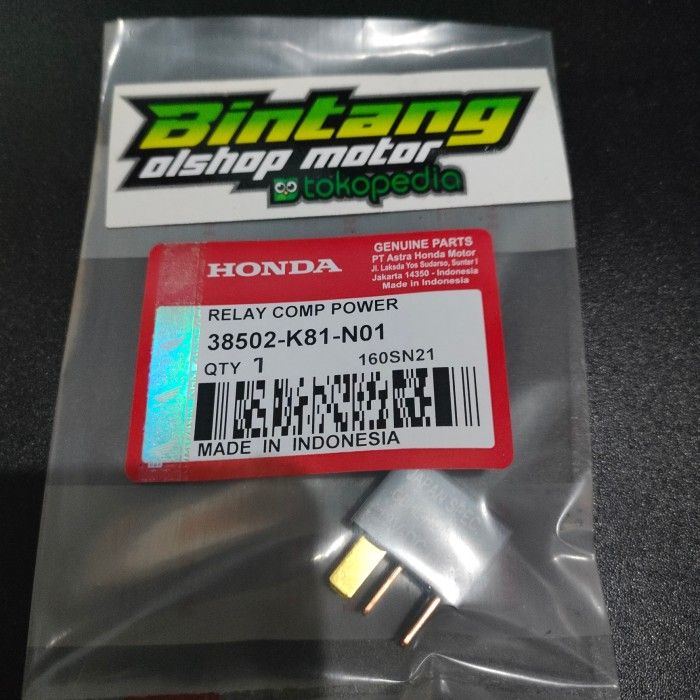 Bintang
olshop motor
tokopedia
HONDA
GENUINE PARTS
PT Astra Honda Motor
Jl. Laksda Yos Sudarso, Sunter I
Jakarta 14350 - Indonesia
Made in Indonesia
RELAY COMP POWER
38502-K81-N01
QTY 1 160SN21
MADE IN INDONESIA